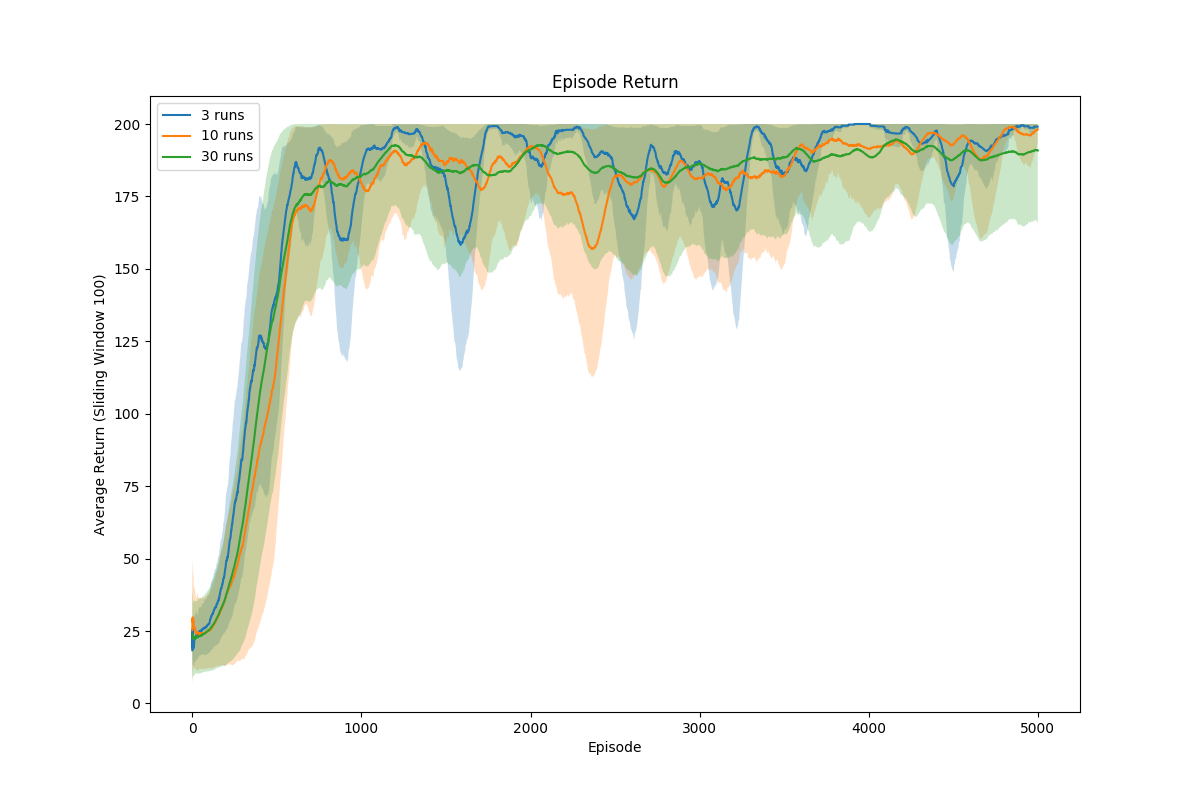 Episode Return
3 runs
10 runs
30 runs
200
175
150
125
100
75
50
25
0
Average Return (Sliding Window 100)
0 1000 2000 3000 4000 5000
Episode